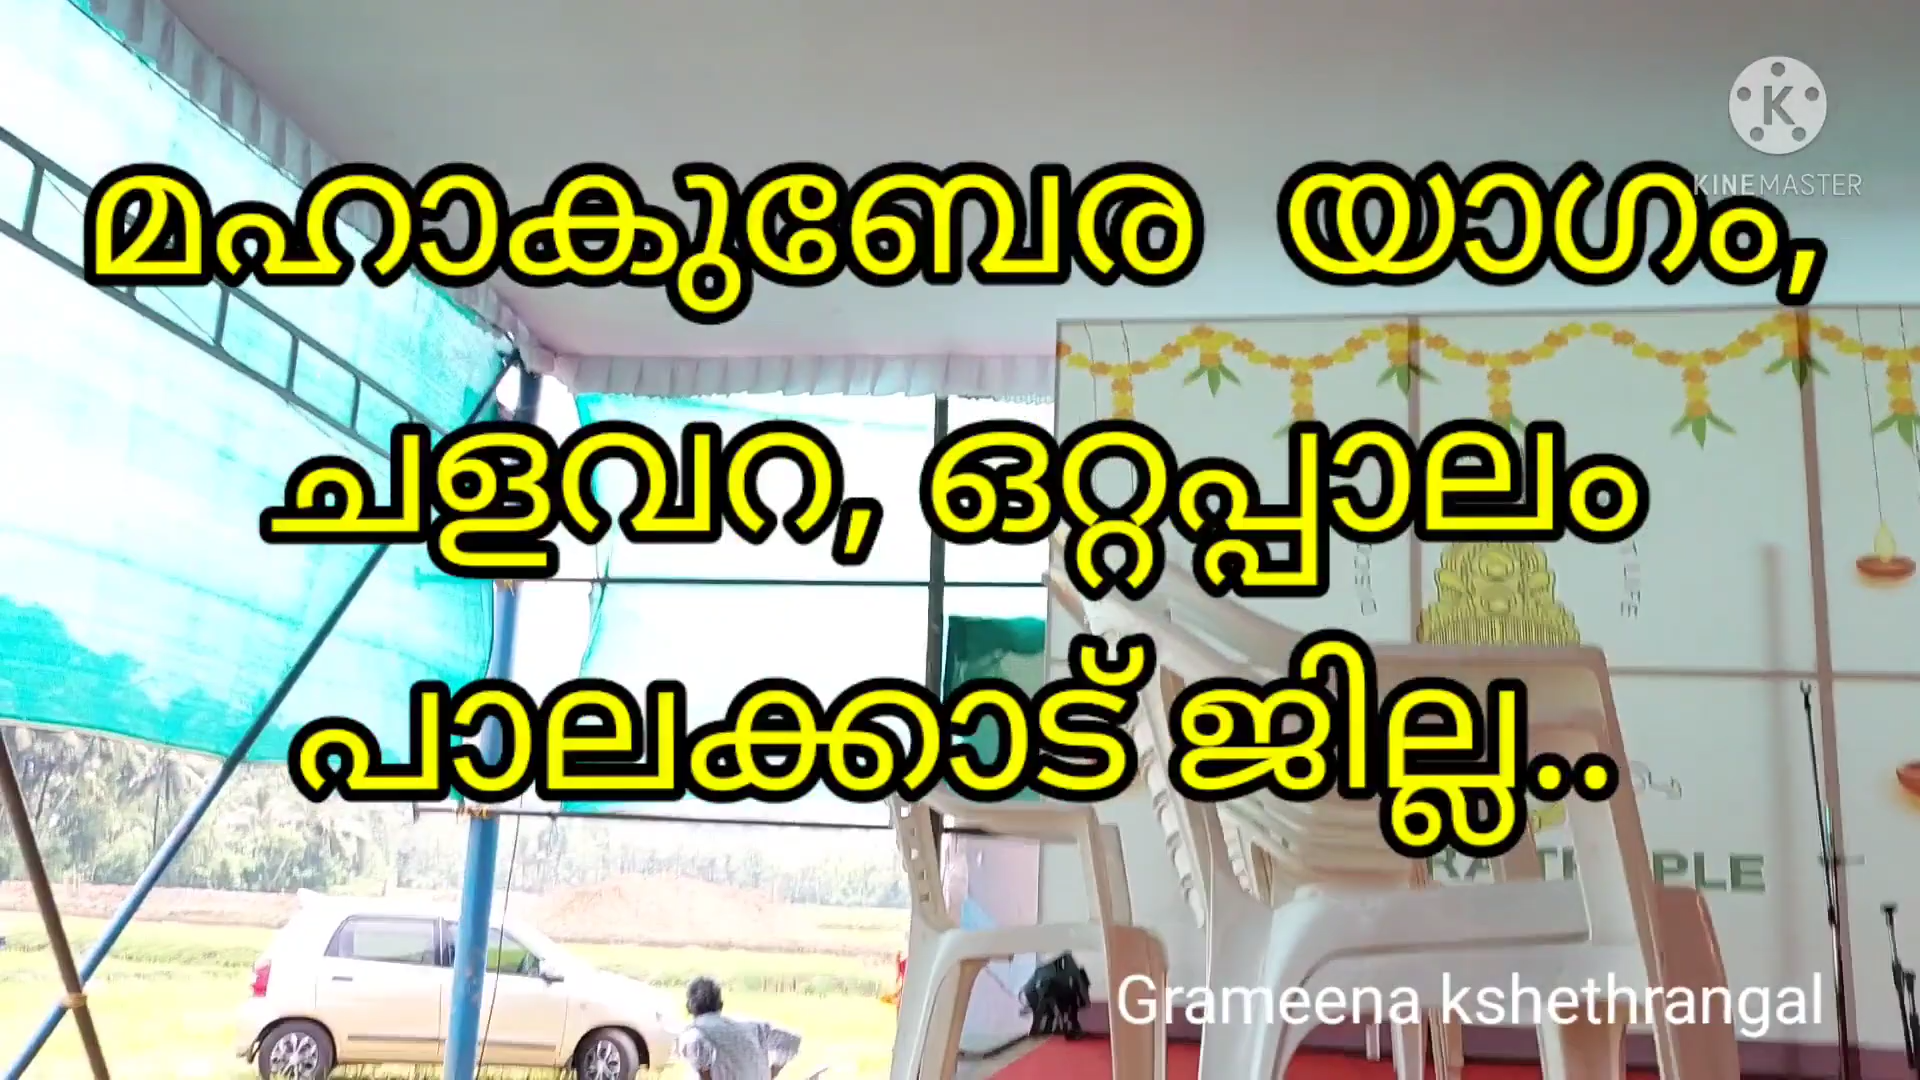 KINEMASTER
മഹാകുബേര യാഗം,
ചളവറ, ഒറ്റപ്പാലം
പാലക്കാട് ജില്ല..
Grameena kshethrangal